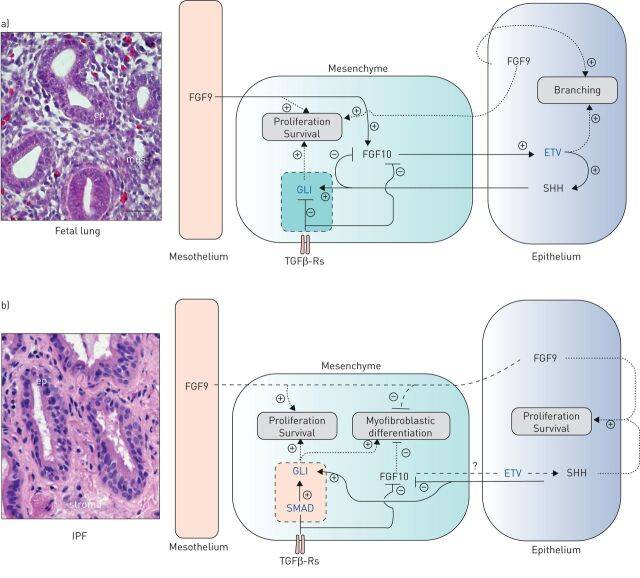 a)
ep
mes
Fetal lung
Mesenchyme
FGF9
FGF9
Proliferation
Survival
+
+
+
+
Branching
+
−
FGF10
−
+
ETV
+
GLI
+
+
SHH
−
Mesothelium
TGFβ-Rs
Epithelium
b)
ep
stroma
IPF
Mesenchyme
FGF9
FGF9
+
−
Proliferation
Survival
Myofibroblastic
differentiation
Proliferation
Survival
+
+
+
−
GLI
+
FGF10
−
−
?
ETV
SHH
+
SMAD
Mesothelium
TGFβ-Rs
Epithelium